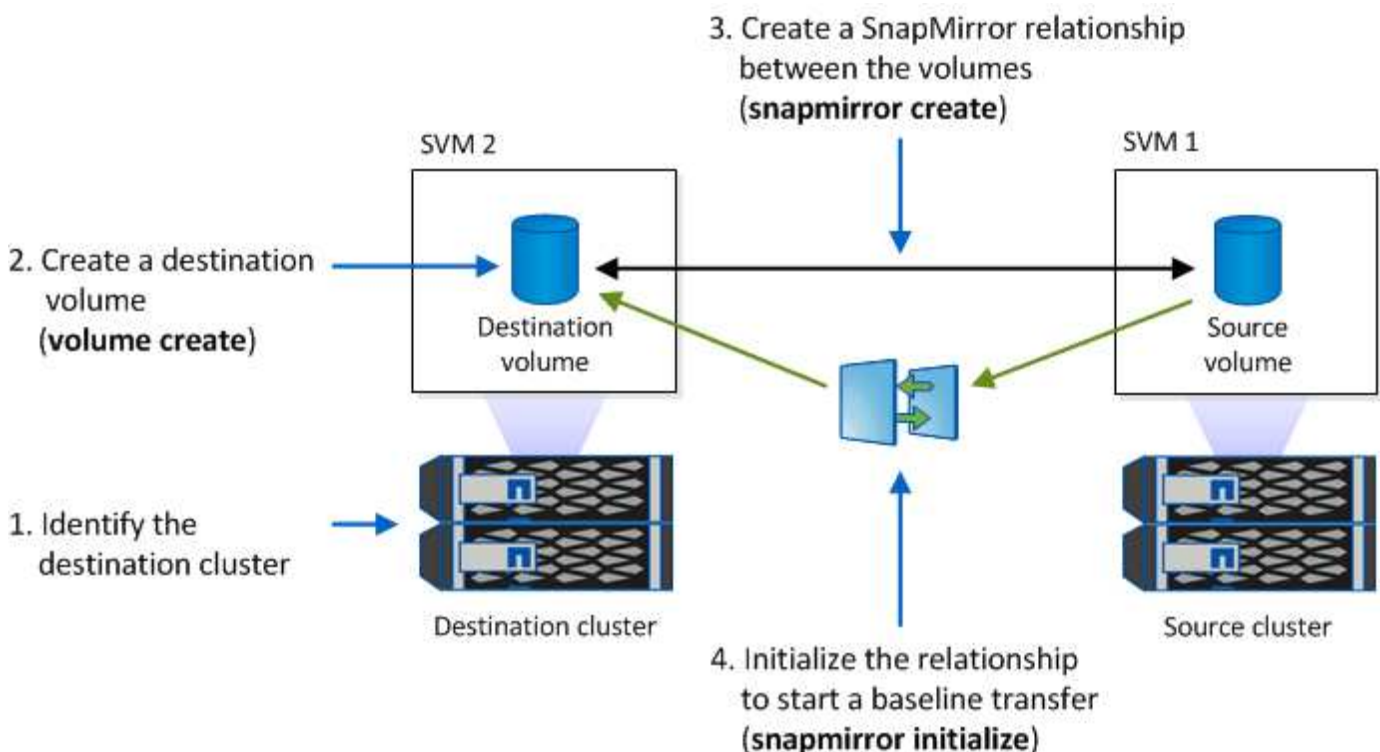 3. Create a SnapMirror relationship
between the volumes
(snapmirror create)
SVM 2
SVM 1
2. Create a destination
volume
(volume create)
Destination
volume
Source
volume
1. Identify the
destination cluster
Destination cluster
Source cluster
4. Initialize the relationship
to start a baseline transfer
(snapmirror initialize)